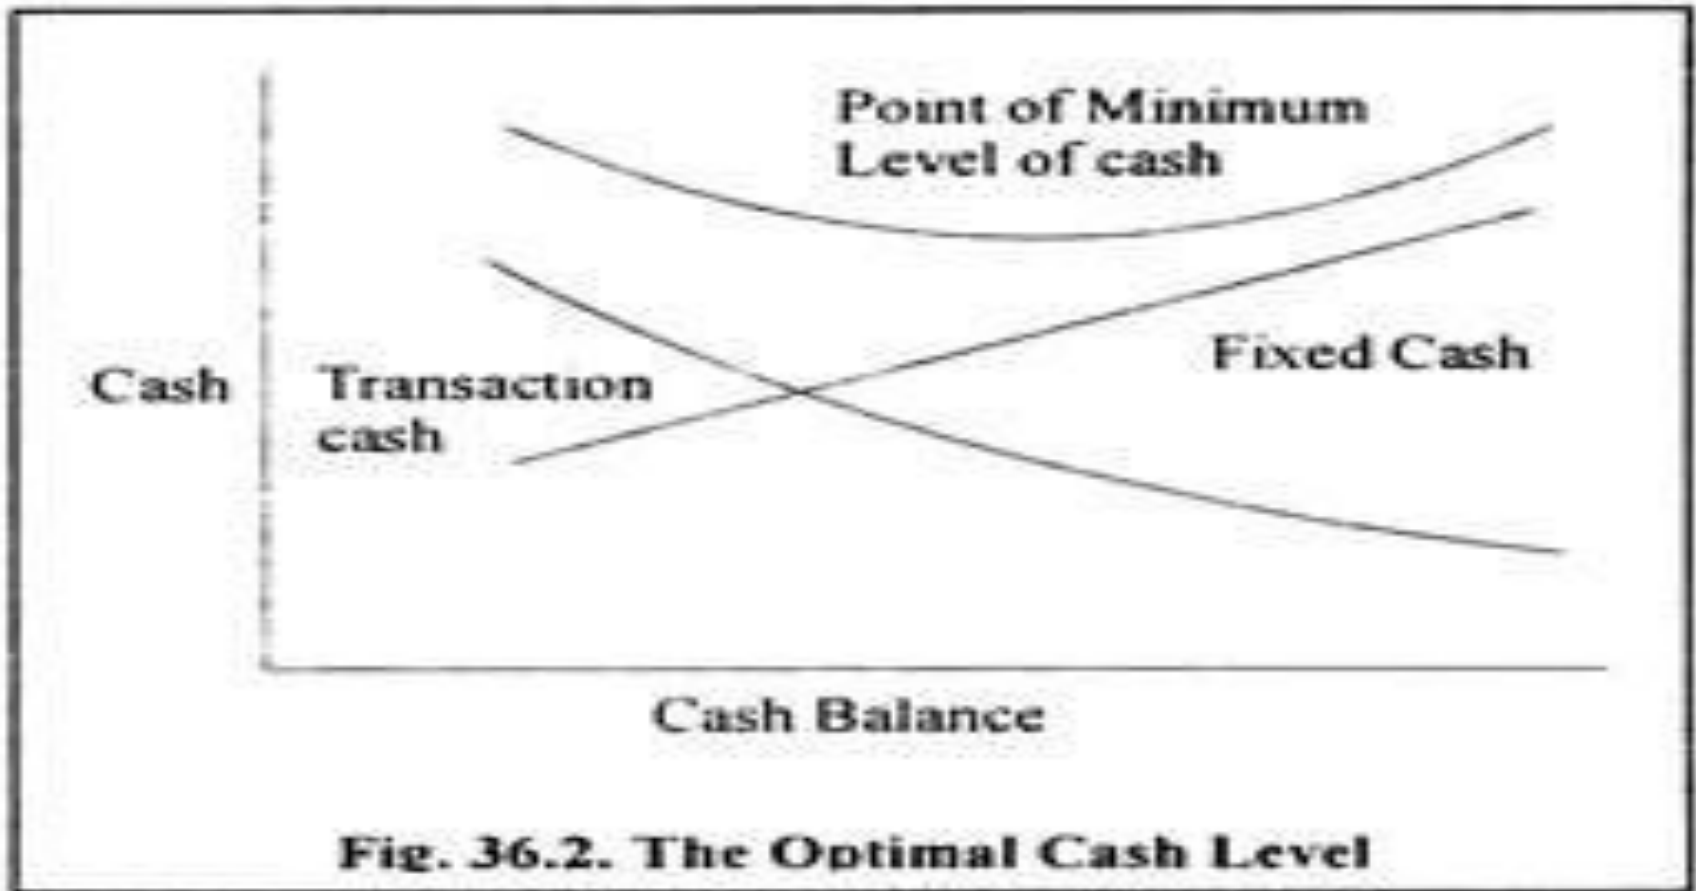 Point of Minimum
Level of cash
Fixed Cash
Cash
Transaction
cash
Cash Balance
Fig. 36.2. The Optimal Cash Level